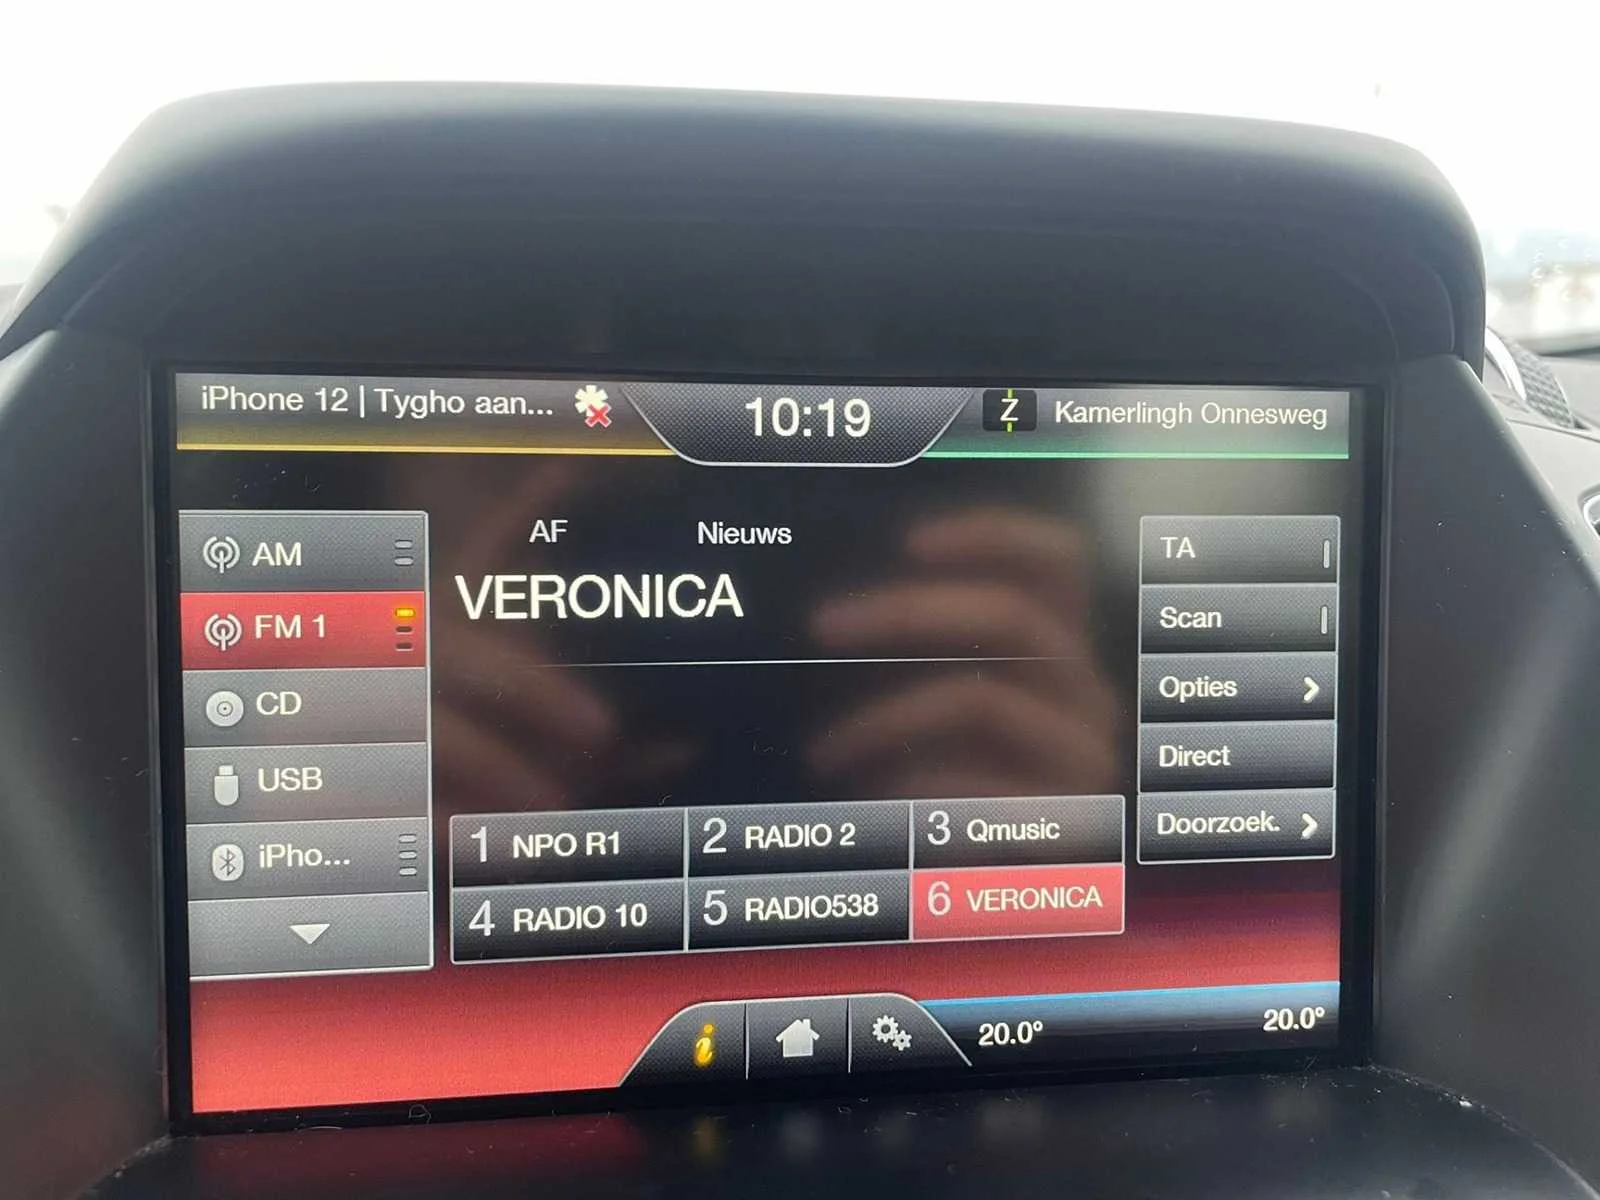 iPhone 12 | Tygho aan...
10:19
Z
Kamerlingh Onnesweg
AM
FM 1
CD
USB
iPho...
AF
Nieuws
VERONICA
TA
Scan
Opties
Direct
Doorzoek.
1 NPO R1
2 RADIO 2
3 Qmusic
4 RADIO 10
5 RADIO538
6 VERONICA
i
20.0°
20.0°